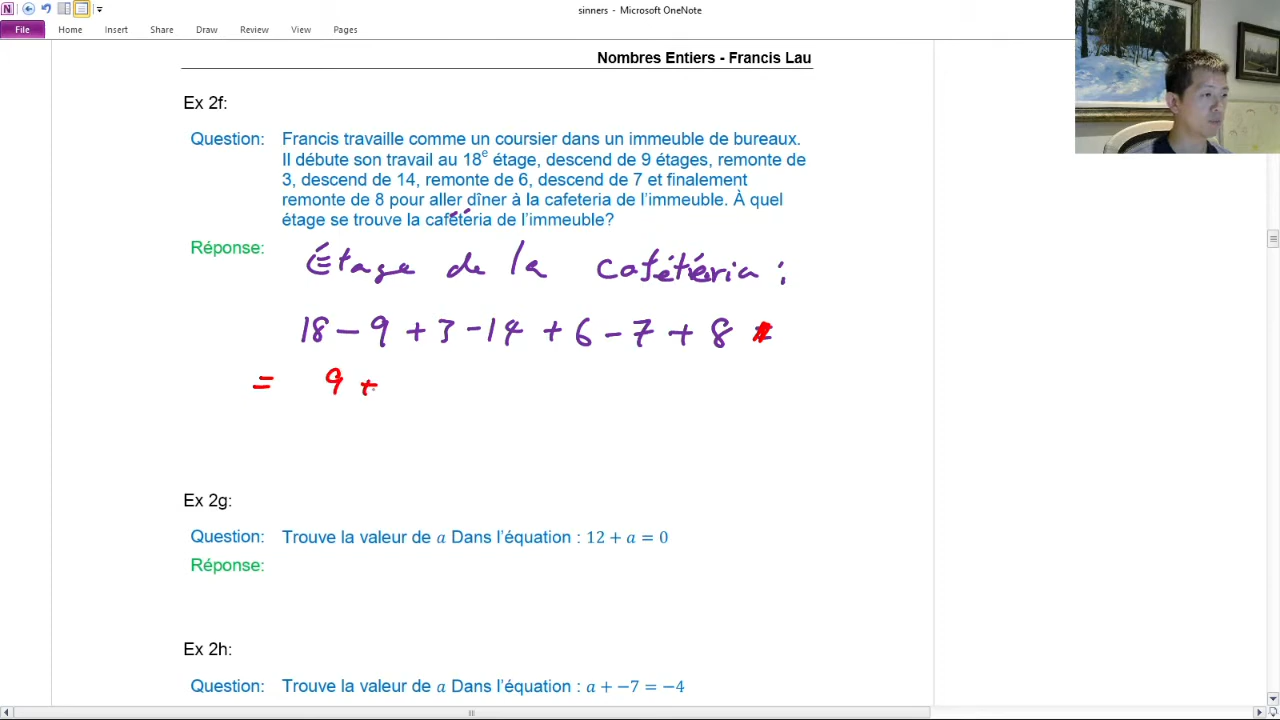 sinners - Microsoft OneNote
File Home Insert Share Draw Review View Pages
Nombres Entiers - Francis Lau
Ex 2f:
Question: Francis travaille comme un coursier dans un immeuble de bureaux.
Il débute son travail au 18e étage, descend de 9 étages, remonte de
3, descend de 14, remonte de 6, descend de 7 et finalement
remonte de 8 pour aller dîner à la cafeteria de l'immeuble. À quel
étage se trouve la cafétéria de l'immeuble?
Réponse: Étage de la cafétéria :
18 - 9 + 3 - 14 + 6 - 7 + 8
= 9 +
Ex 2g:
Question: Trouve la valeur de a Dans l'équation : 12 + a = 0
Réponse:
Ex 2h:
Question: Trouve la valeur de a Dans l'équation : a + −7 = −4